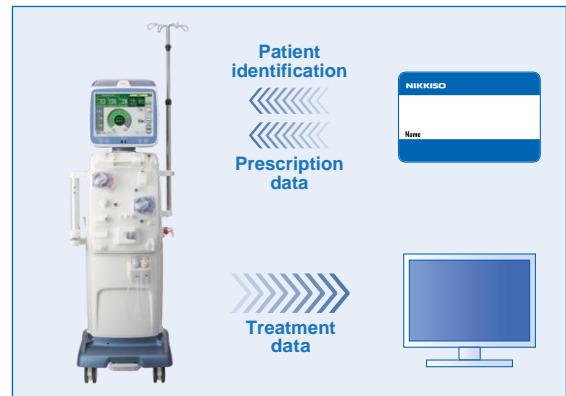 Patient
identification
Prescription
data
NIKKISO
Name
Treatment
data